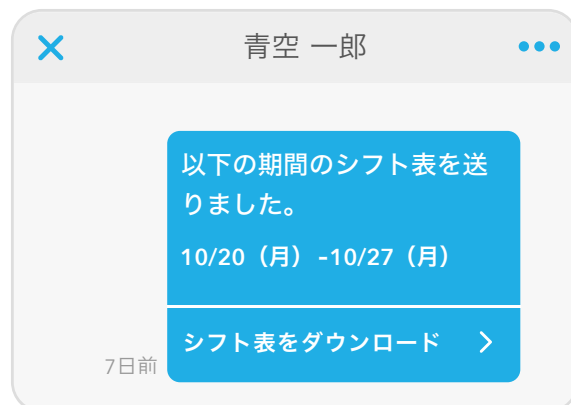 青空 一郎
以下の期間のシフト表を送
りました。
10/20（月）-10/27（月）
シフト表をダウンロード
7日前